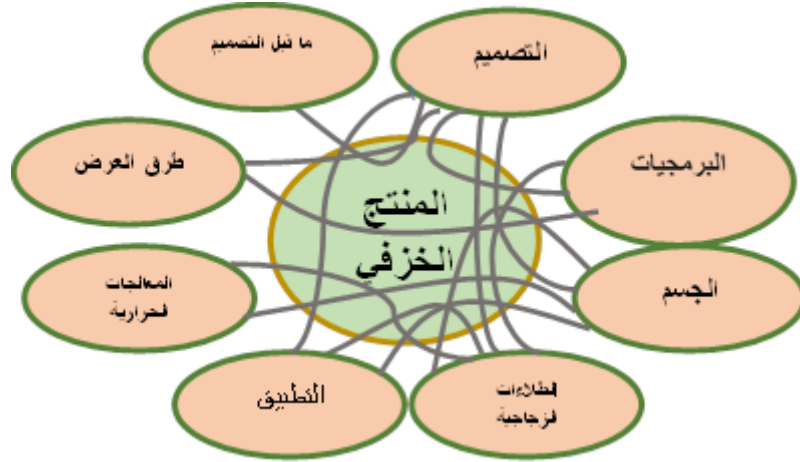 ما قبل التصميم
التصميم
طرق العرض
البرمجيات
المنتج
الخزفي
المعالجات
الحرارية
الجسم
التطبيق
الطلاءات
الزجاجية